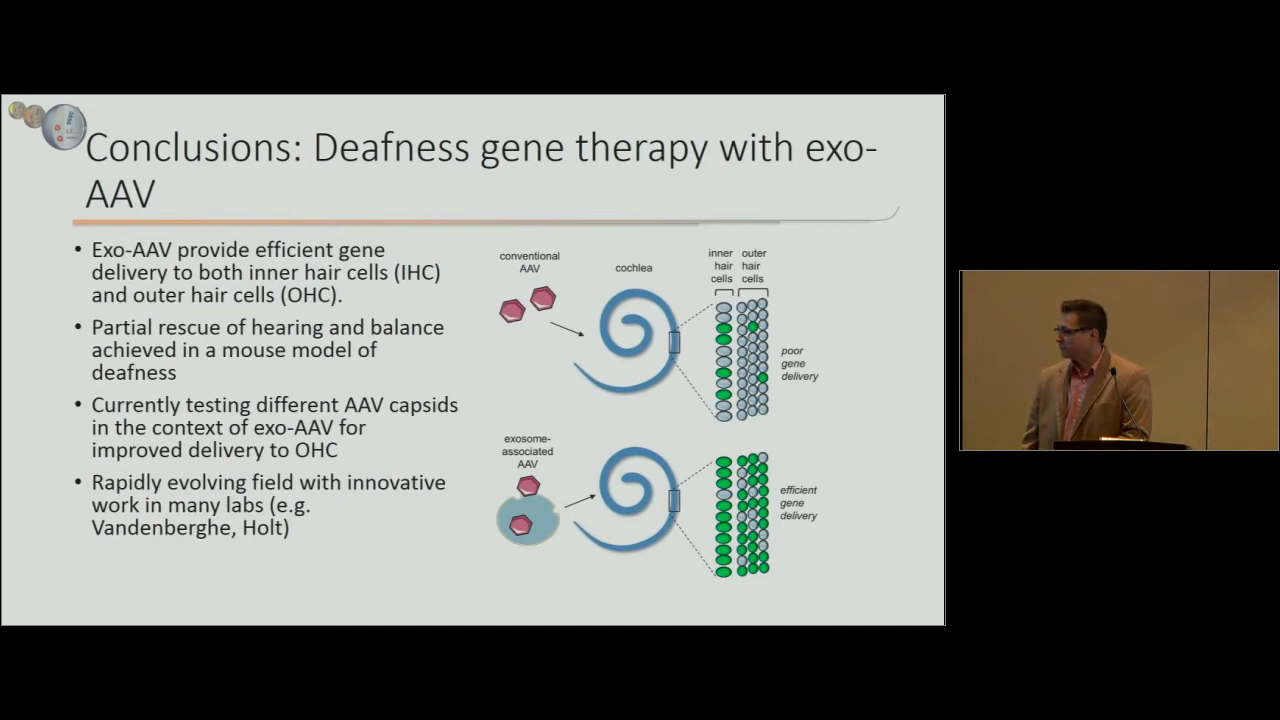 Conclusions: Deafness gene therapy with exo-
AAV
• Exo-AAV provide efficient gene
delivery to both inner hair cells (IHC)
and outer hair cells (OHC).
• Partial rescue of hearing and balance
achieved in a mouse model of
deafness
• Currently testing different AAV capsids
in the context of exo-AAV for
improved delivery to OHC
• Rapidly evolving field with innovative
work in many labs (e.g.
Vandenberghe, Holt)
conventional
AAV
cochlea
inner
hair
cells
outer
hair
cells
poor
gene
delivery
exosome-
associated
AAV
efficient
gene
delivery